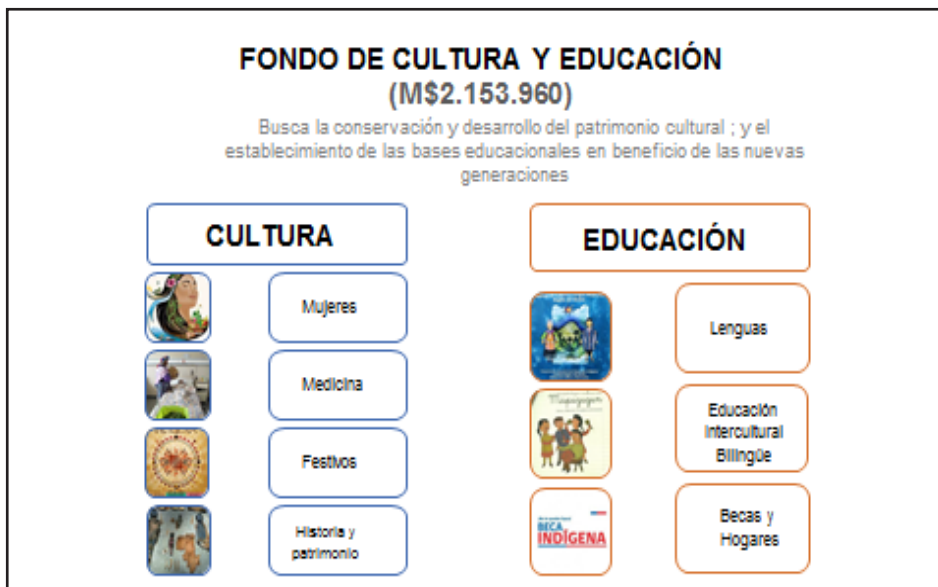 FONDO DE CULTURA Y EDUCACIÓN
(M$2.153.960)
Busca la conservación y desarrollo del patrimonio cultural ; y el
establecimiento de las bases educacionales en beneficio de las nuevas
generaciones
CULTURA
Mujeres
Medicina
Festivos
Historia y
patrimonio
EDUCACIÓN
Lenguas
Educación
Intercultural
Bilingüe
BECA
INDÍGENA
Becas y
Hogares